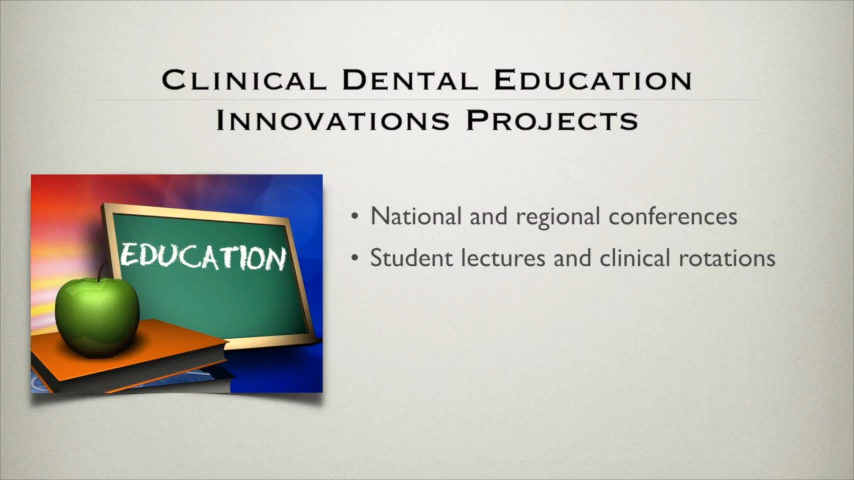 Clinical Dental Education
Innovations Projects
EDUCATION
• National and regional conferences
• Student lectures and clinical rotations